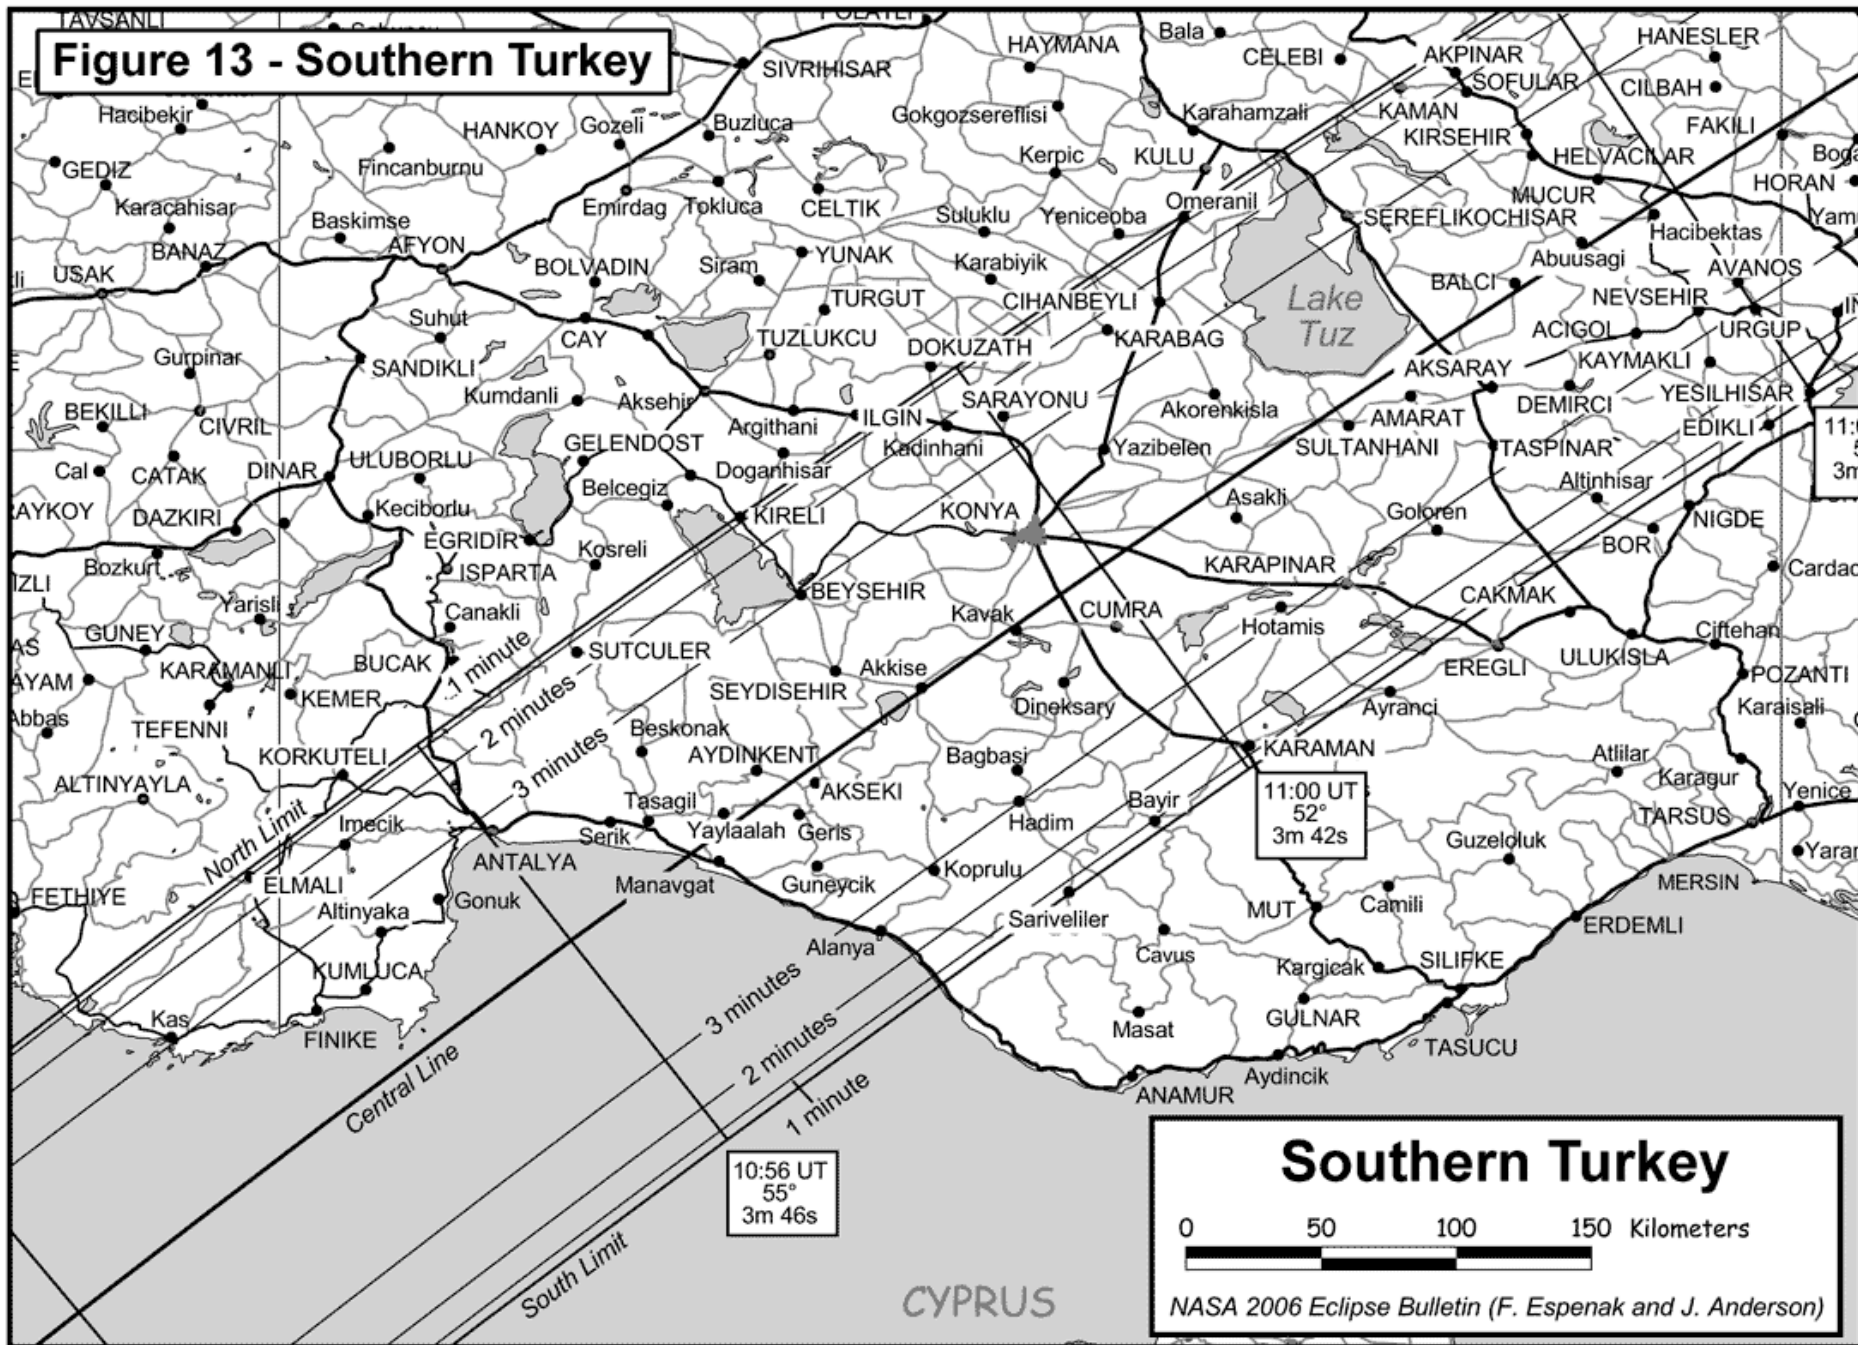 TAVSANLI
POLATLI
Figure 13 - Southern Turkey
Bala
HAYMANA
CELEBI
AKPINAR
HANESLER
SIVRIHISAR
SOFULAR
CILBAH
Hacibekir
HANKOY
Gozeli
Buzluca
Gokgozsereflisi
Karahamzali
KAMAN
KIRSEHIR
FAKILI
GEDIZ
Fincanburnu
Kerpic
KULU
HELVACILAR
HORAN
MUCUR
Karacahisar
Baskimse
Emirdag
Tokluca
CELTIK
Suluklu
Yeniceoba
Omeranil
SEREFLIKOCHISAR
Hacibektas
BANAZ
AFYON
YUNAK
Abuusagi
USAK
BOLVADIN
Siram
Karabiyik
BALCI
AVANOS
TURGUT
CIHANBEYLI
Lake
Tuz
NEVSEHIR
Suhut
CAY
TUZLUKCU
DOKUZATH
KARABAG
ACIGOL
URGUP
Gurpinar
SANDIKLI
AKSARAY
KAYMAKLI
BEKILLI
CIVRIL
Kumdanli
Aksehir
ILGIN
SARAYONU
Akorenkisla
AMARAT
DEMIRCI
YESILHISAR
Argithani
Kadinhani
SULTANHANI
EDIKLI
Cal
CATAK
DINAR
ULUBORLU
GELENDOST
Doganhisar
Yazibelen
TASPINAR
Belcegiz
Altinhisar
RAYKOY
DAZKIRI
Keciborlu
KIRELI
KONYA
Asakli
Goloren
NIGDE
EGRIDIR
Kosreli
BOR
Bozkurt
ISPARTA
KARAPINAR
IZLI
BEYSEHIR
CAKMAK
Yarisli
Canakli
Kavak
CUMRA
Hotamis
Ciftehan
GUNEY
BUCAK
1 minute
SUTCULER
Akkise
EREGLI
ULUKISLA
KARAMANLI
KEMER
2 minutes
SEYDISEHIR
Dineksary
Ayranci
POZANTI
Karaisali
Abbas
TEFENNI
3 minutes
Beskonak
KORKUTELI
AYDINKENT
Bagbasi
KARAMAN
Atlilar
Karagur
ALTINYAYLA
AKSEKI
11:00 UT
52°
3m 42s
Yenice
North Limit
Imecik
Tasagil
Serik
Yaylaalah
Geris
Hadim
Bayir
TARSUS
Guzeloluk
ANTALYA
Manavgat
Guneycik
Koprulu
MERSIN
FETHIYE
ELMALI
Altinyaka
Gonuk
Sariveliler
MUT
Camili
ERDEMLI
Alanya
Cavus
KUMLUCA
Kargicak
SILIFKE
3 minutes
Kas
FINIKE
Masat
GULNAR
TASUCU
Central Line
2 minutes
ANAMUR
Aydincik
1 minute
10:56 UT
55°
3m 46s
South Limit
CYPRUS
Southern Turkey
0 50 100 150 Kilometers
NASA 2006 Eclipse Bulletin (F. Espenak and J. Anderson)